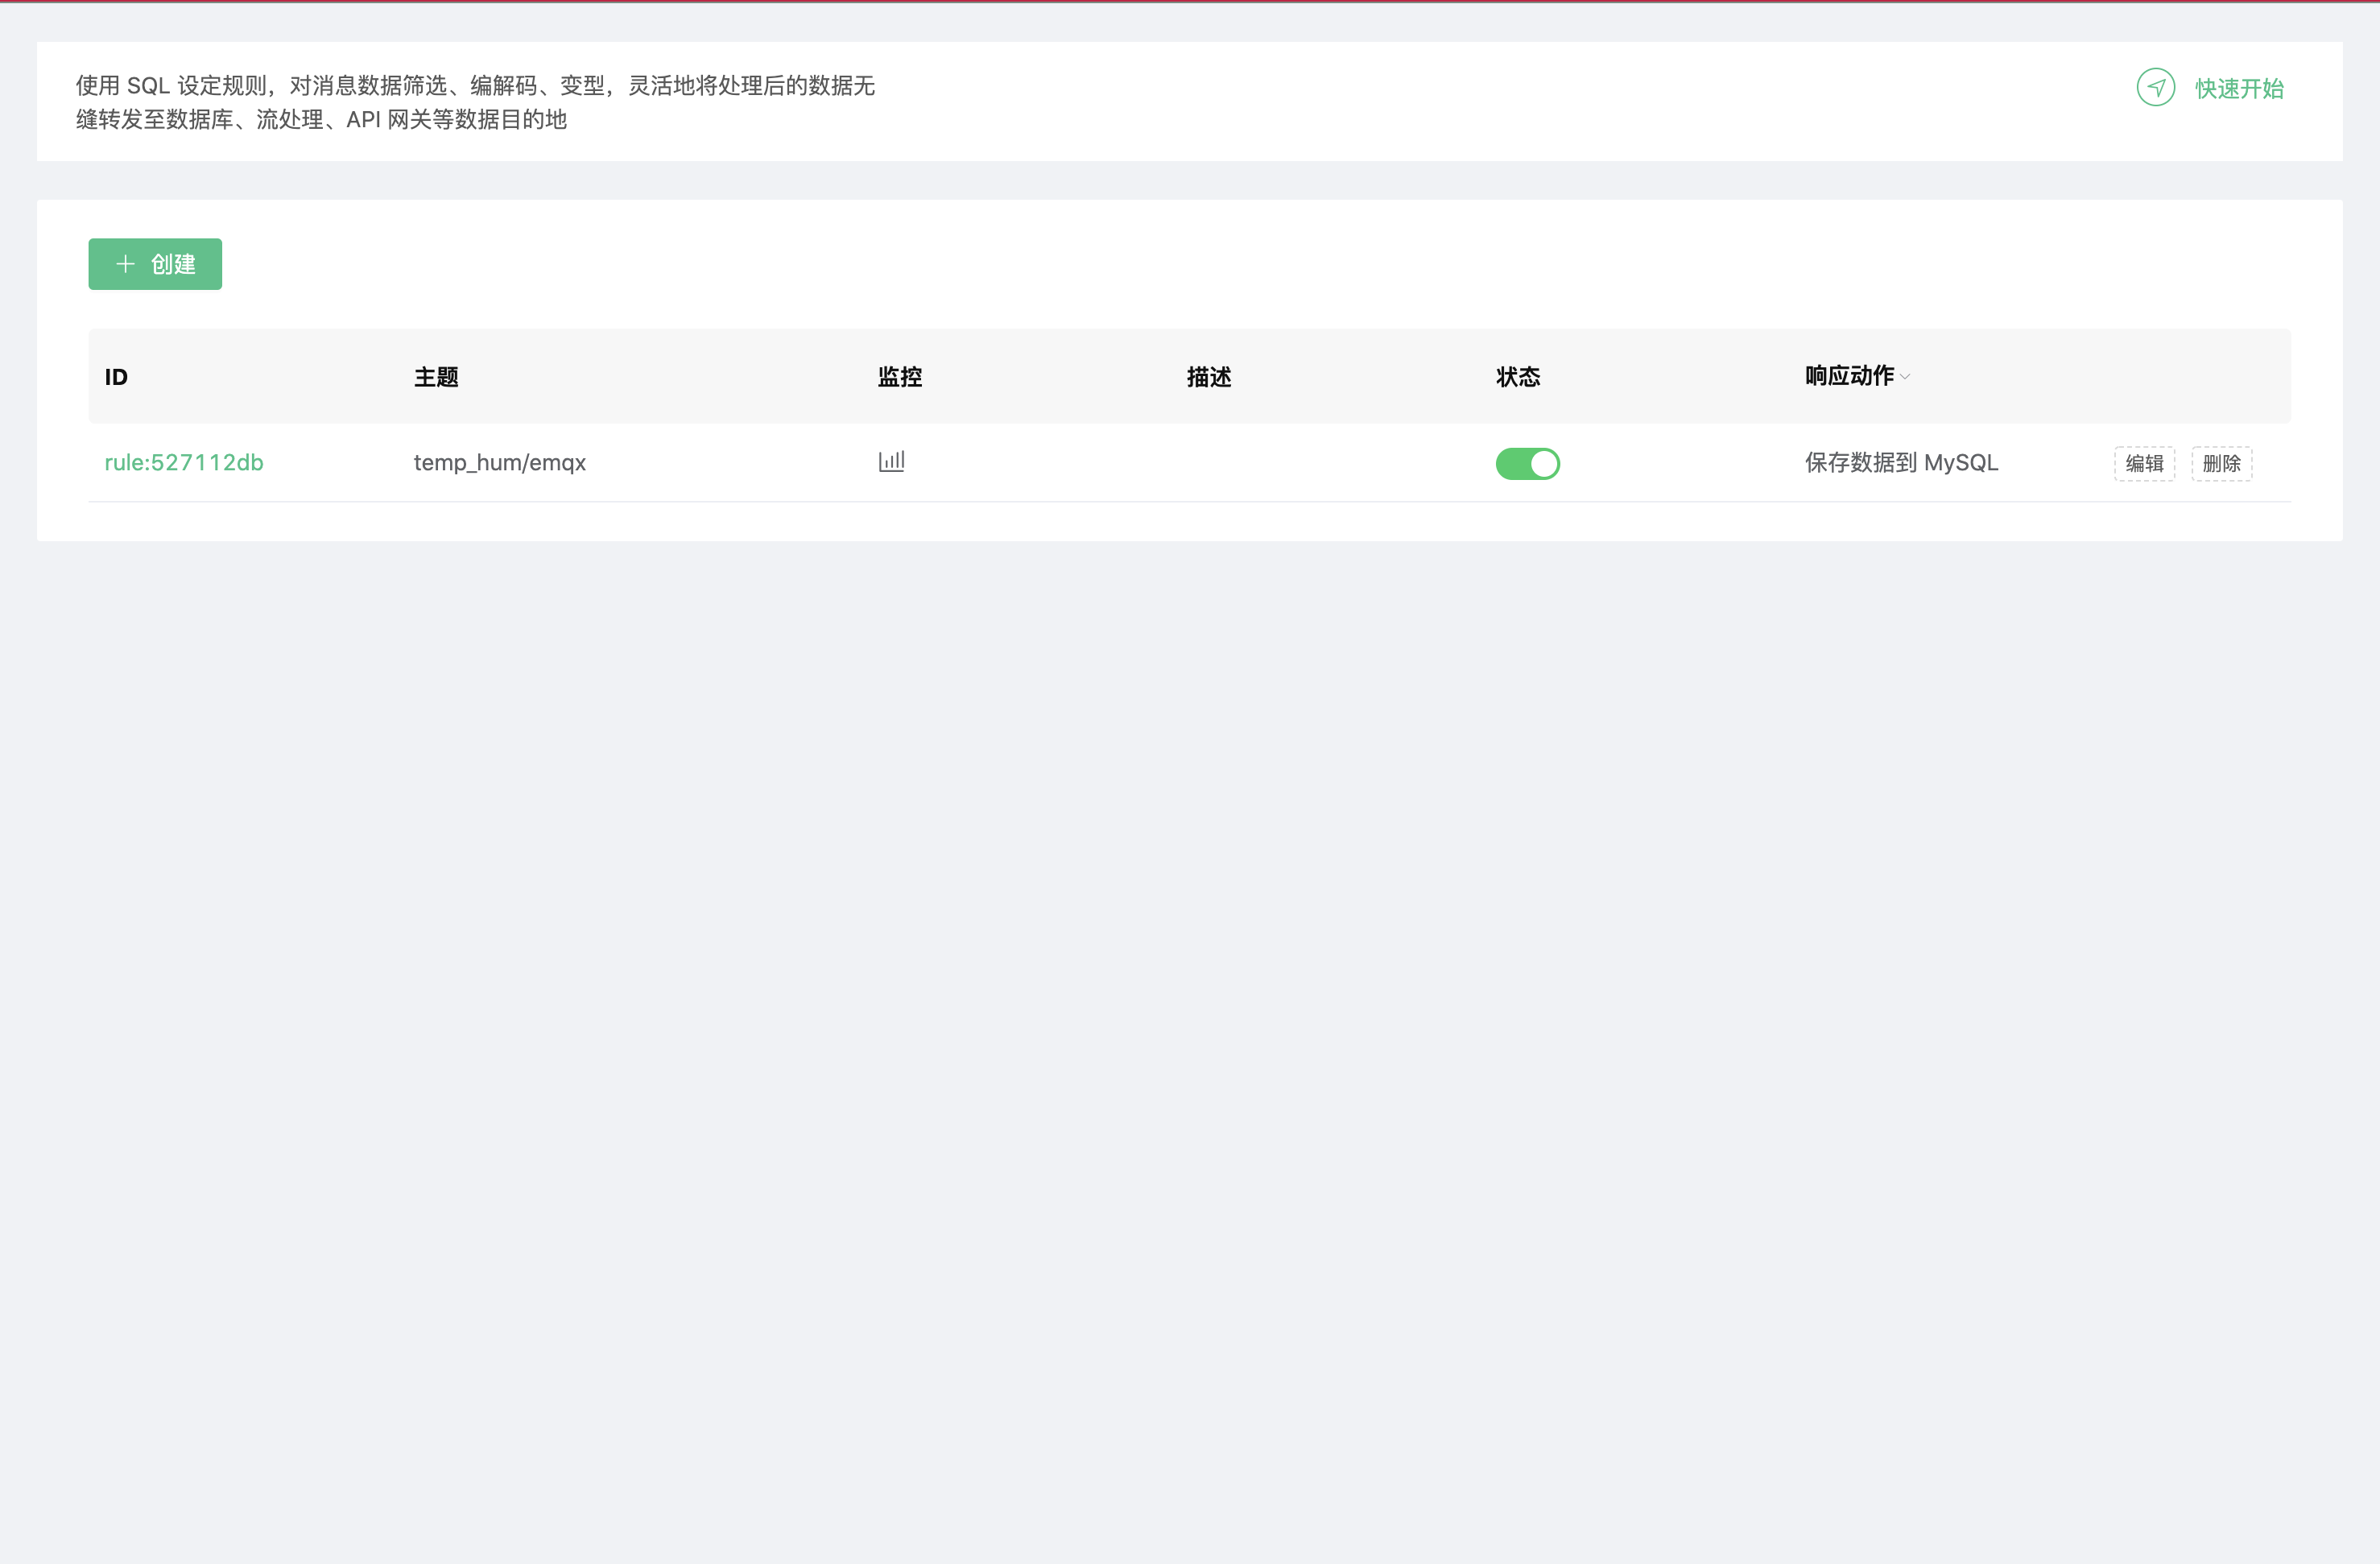 使用 SQL 设定规则，对消息数据筛选、编解码、变型，灵活地将处理后的数据无
缝转发至数据库、流处理、API 网关等数据目的地
快速开始
创建
ID 主题 监控 描述 状态 响应动作
rule:527112db temp_hum/emqx 保存数据到 MySQL 编辑 删除